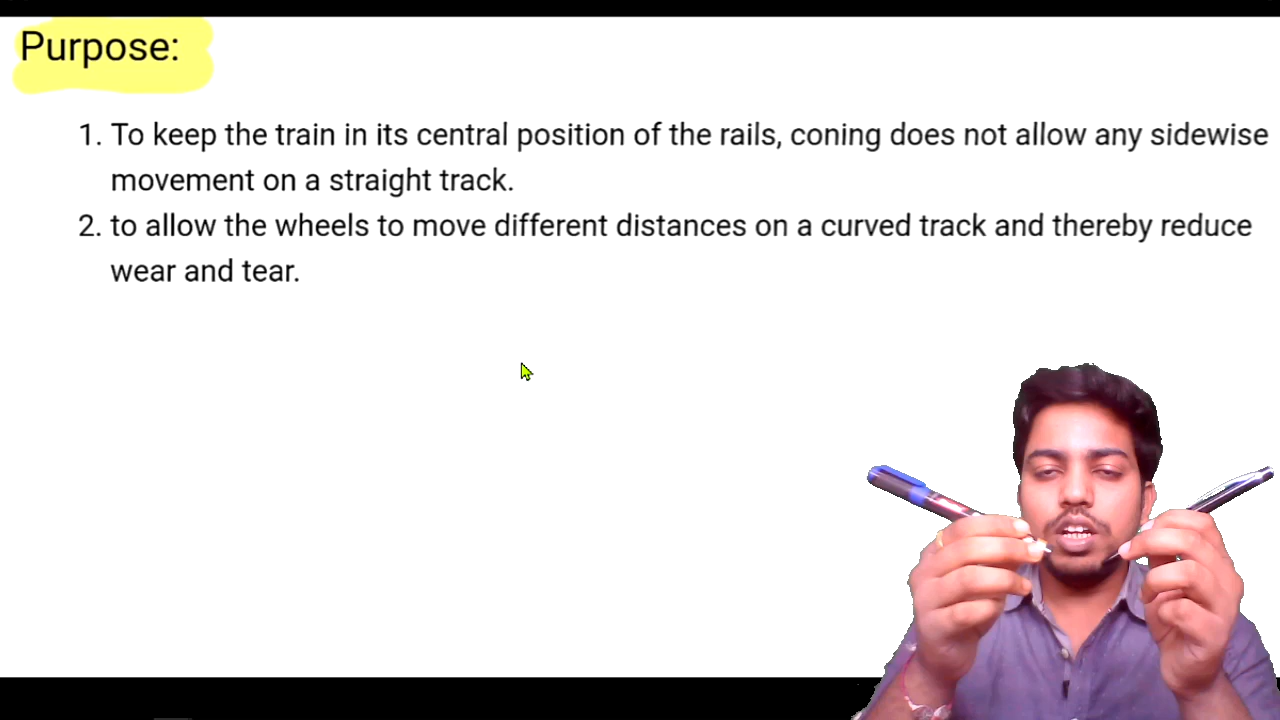 Purpose:
1. To keep the train in its central position of the rails, coning does not allow any sidewise
movement on a straight track.
2. to allow the wheels to move different distances on a curved track and thereby reduce
wear and tear.